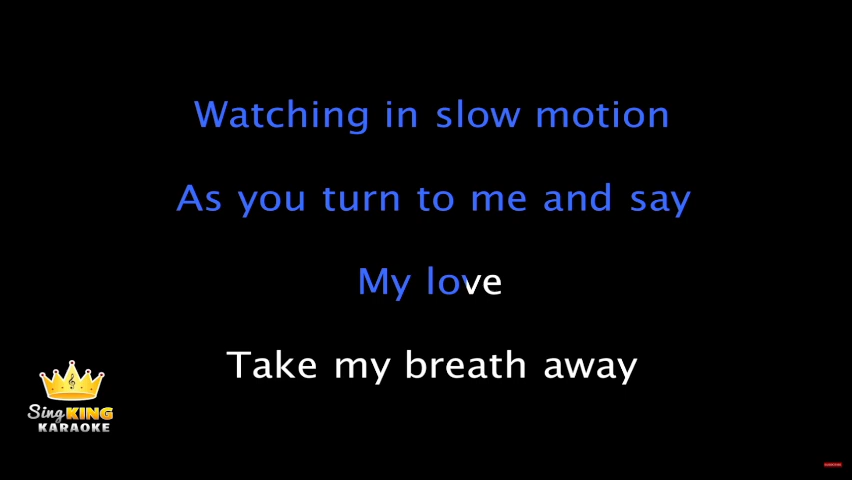 Watching in slow motion
As you turn to me and say
My love
Take my breath away
Sing KING
KARAOKE